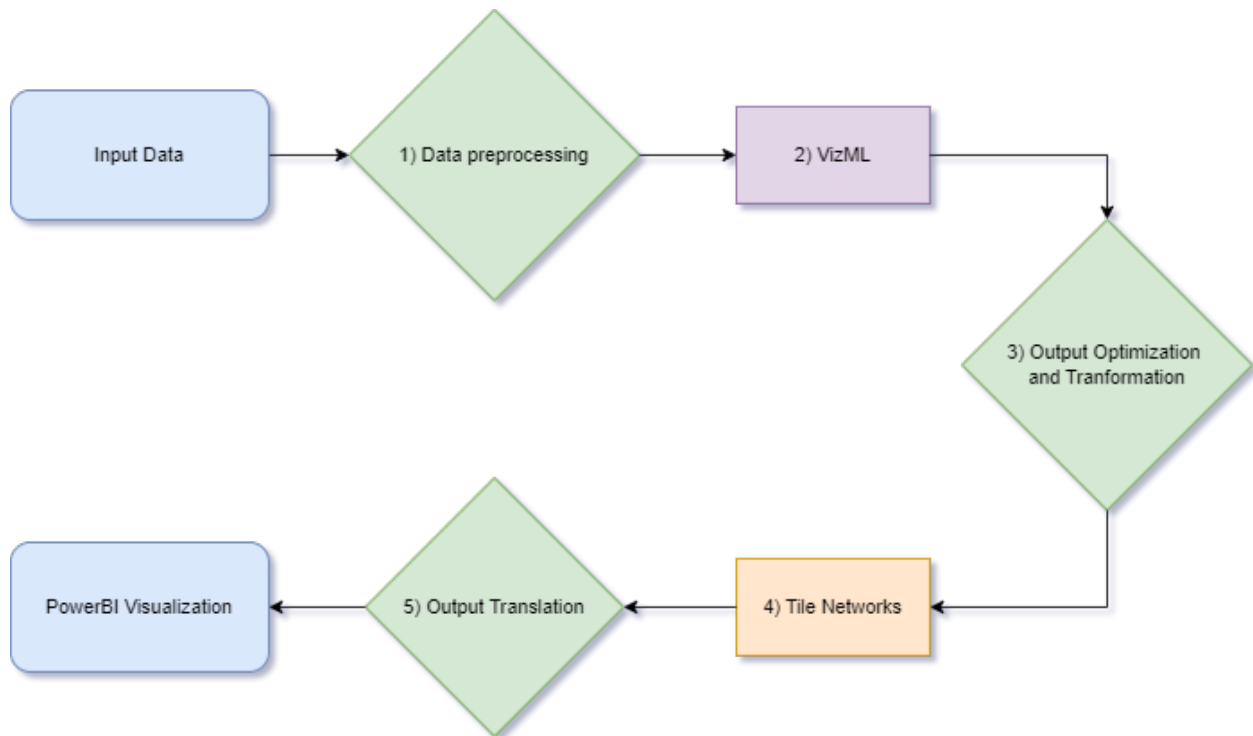 Input Data
1) Data preprocessing
2) VizML
3) Output Optimization
and Tranformation
4) Tile Networks
5) Output Translation
PowerBI Visualization